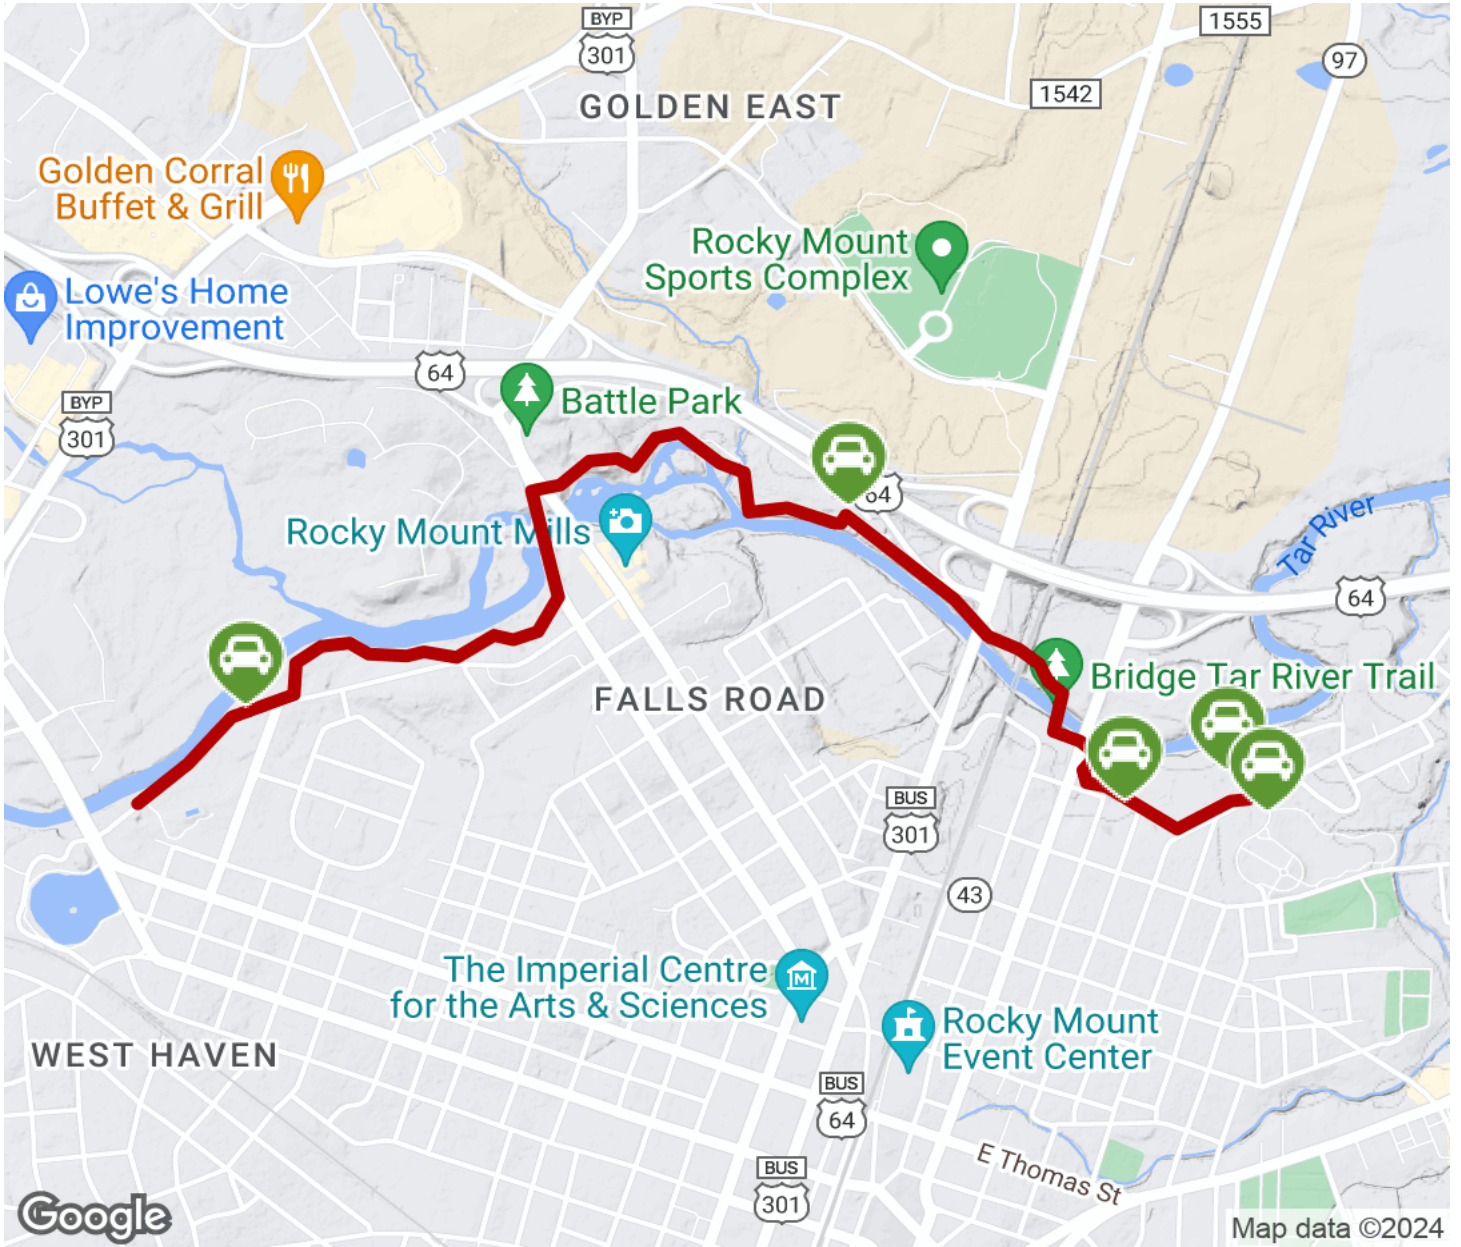 BYP
301
1555
97
1542
GOLDEN EAST
Golden Corral
Buffet & Grill
Rocky Mount
Sports Complex
Lowe's Home
Improvement
64
BYP
301
Battle Park
64
Rocky Mount Mills
Tar River
64
Bridge Tar River Trail
FALLS ROAD
BUS
301
43
The Imperial Centre
for the Arts & Sciences
M
Rocky Mount
Event Center
WEST HAVEN
BUS
64
E Thomas St
BUS
301
Google
Map data ©2024